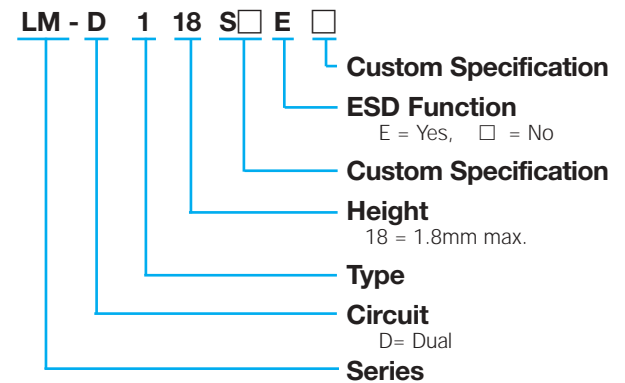 LM - D 1 18 S□ E □
Custom Specification
ESD Function
E = Yes, □ = No
Custom Specification
Height
18 = 1.8mm max.
Type
Circuit
D= Dual
Series